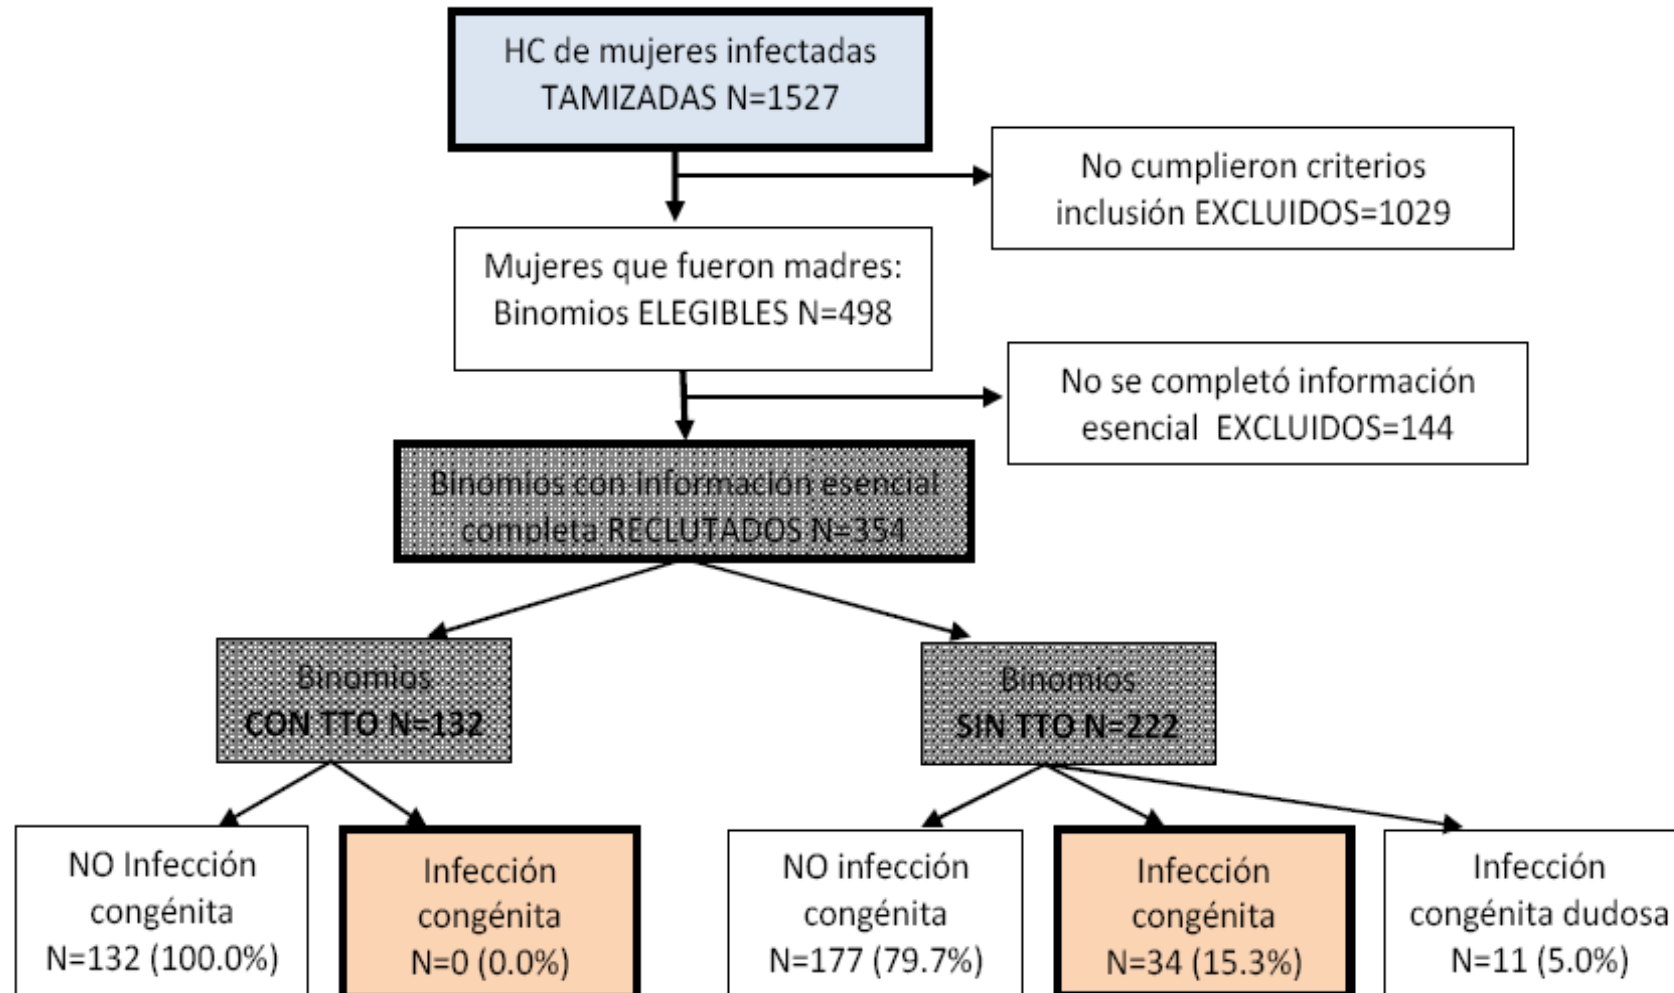 HC de mujeres infectadas
TAMIZADAS N=1527
No cumplieron criterios
inclusión EXCLUIDOS=1029
Mujeres que fueron madres:
Binomios ELEGIBLES N=498
No se completó información
esencial EXCLUIDOS=144
Binomios con información esencial
completa RECLUTADOS N=354
Binomios
CON TTO N=132
Binomios
SIN TTO N=222
NO Infección
congénita
N=132 (100.0%)
Infección
congénita
N=0 (0.0%)
NO infección
congénita
N=177 (79.7%)
Infección
congénita
N=34 (15.3%)
Infección
congénita dudosa
N=11 (5.0%)